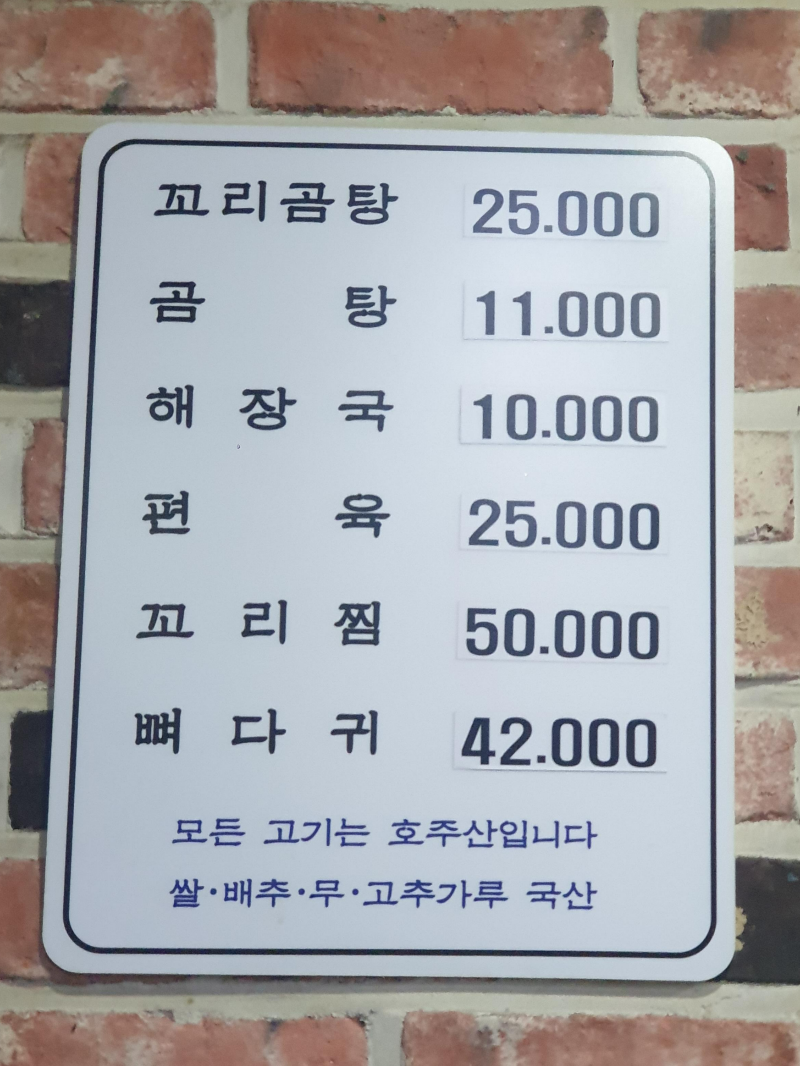 꼬리곰탕 25.000
곰 탕 11.000
해 장 국 10.000
편 육 25.000
꼬 리 찜 50.000
뼈 다 귀 42.000
모든 고기는 호주산입니다
쌀·배추·무·고추가루 국산